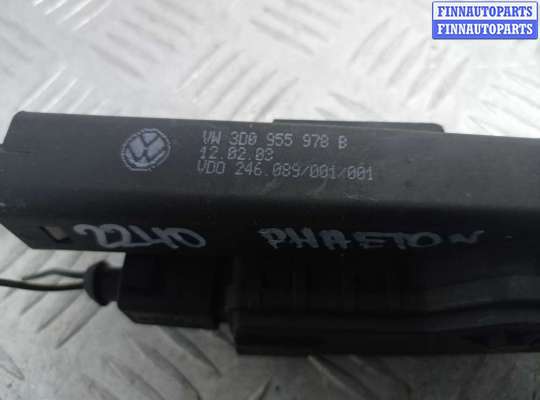 FINNAUTOPARTS
FINNAUTOPARTS
VW 3D0 955 978 B
12.02.03
VDO 246.089/001/001
2240 PHAETON